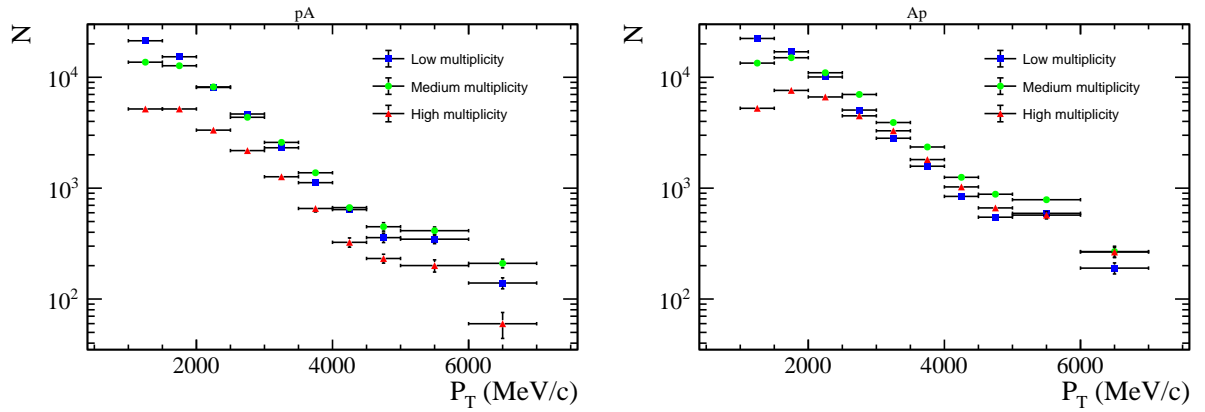 pA
N
10^4
10^3
10^2
Low multiplicity
Medium multiplicity
High multiplicity
2000 4000 6000
P_T (MeV/c)
Ap
N
10^4
10^3
10^2
Low multiplicity
Medium multiplicity
High multiplicity
2000 4000 6000
P_T (MeV/c)